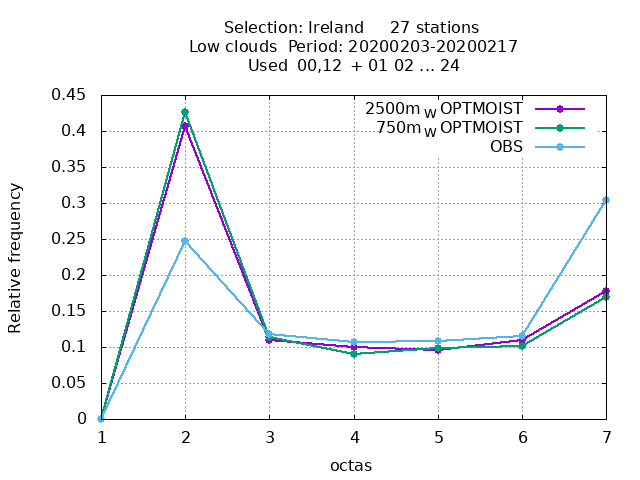 Selection: Ireland     27 stations
Low clouds  Period: 20200203-20200217
Used  00,12  + 01 02 ... 24
0.45
0.4
0.35
0.3
0.25
0.2
0.15
0.1
0.05
0
Relative frequency
2500m W OPTMOIST
750m W OPTMOIST
OBS
1 2 3 4 5 6 7
octas